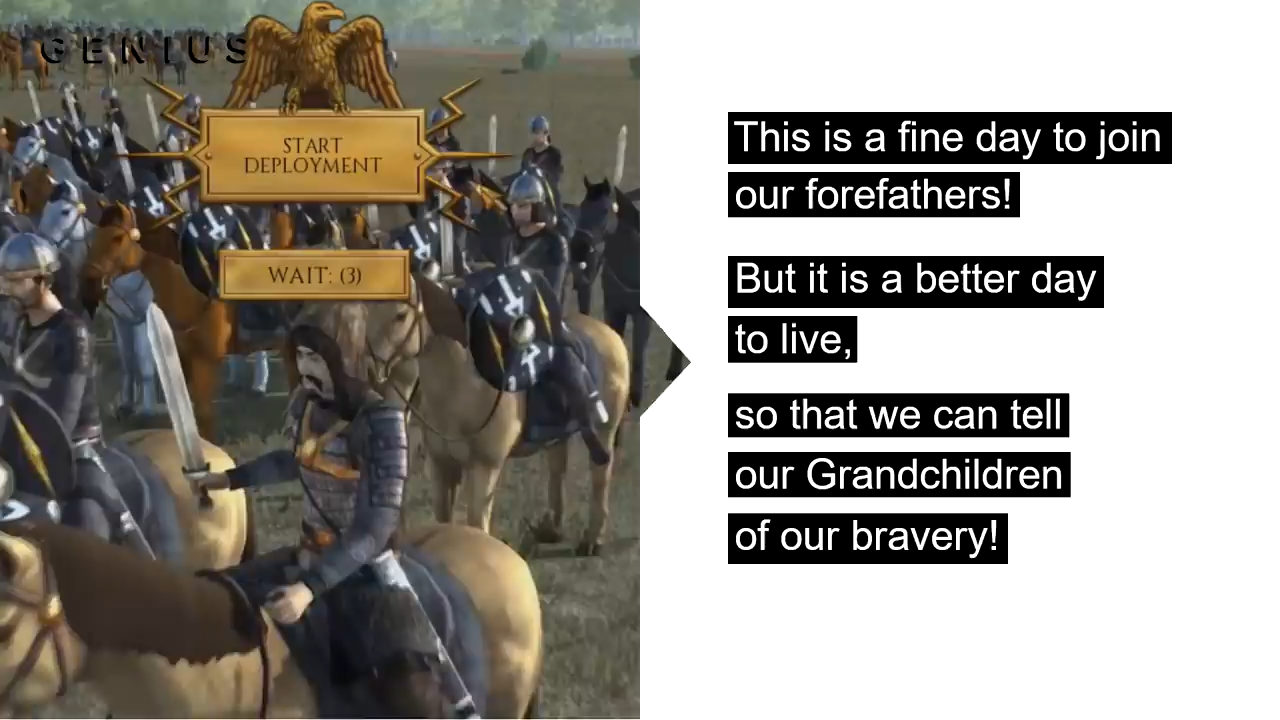 GENIUS
START
DEPLOYMENT
WAIT: (3)
This is a fine day to join
our forefathers!
But it is a better day
to live,
so that we can tell
our Grandchildren
of our bravery!